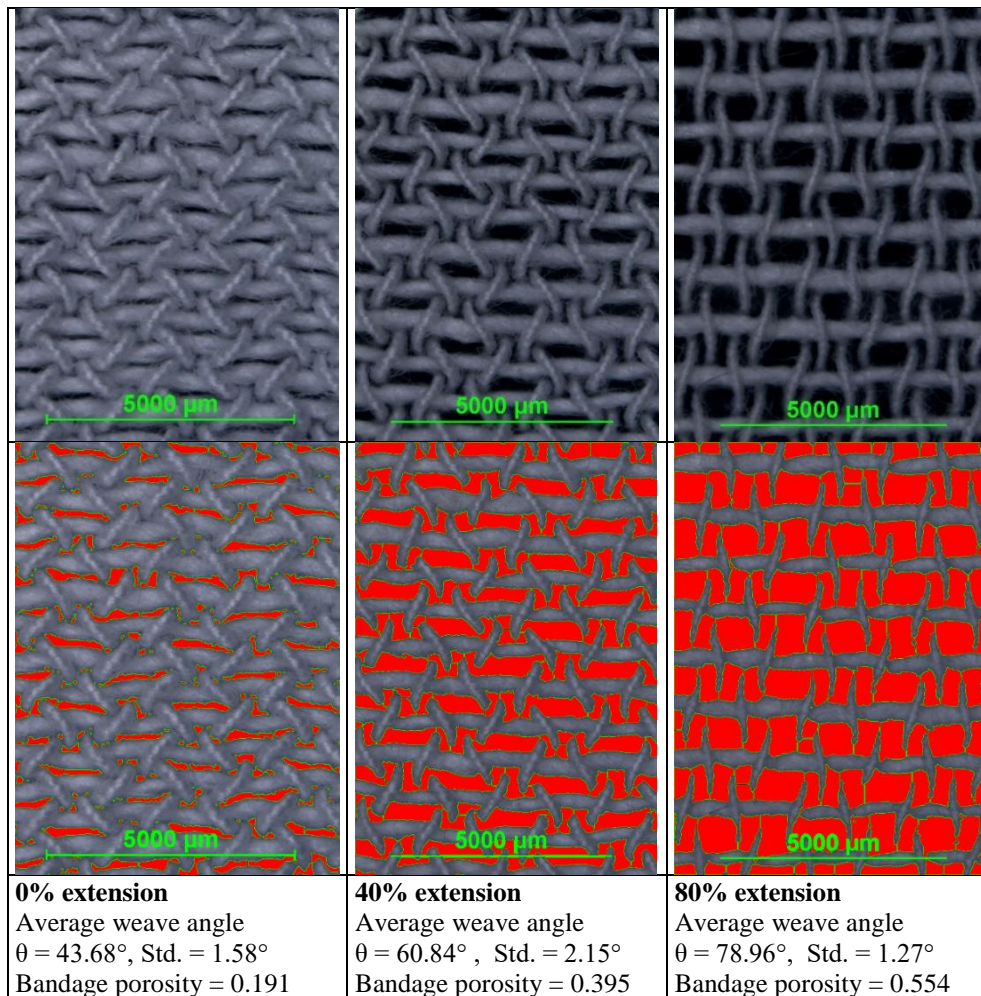 5000 µm
5000 µm
5000 µm
5000 µm
5000 µm
5000 µm
0% extension
Average weave angle
θ = 43.68°, Std. = 1.58°
Bandage porosity = 0.191
40% extension
Average weave angle
θ = 60.84° , Std. = 2.15°
Bandage porosity = 0.395
80% extension
Average weave angle
θ = 78.96°, Std. = 1.27°
Bandage porosity = 0.554